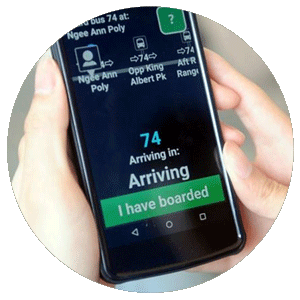 bus 74 at:
Ngee Ann
Poly
?
⇨74⇨
Ngee Ann
Poly
Opp King
Albert Pk
⇨74⇨
Aft R
Rang
74
Arriving in:
Arriving
I have boarded